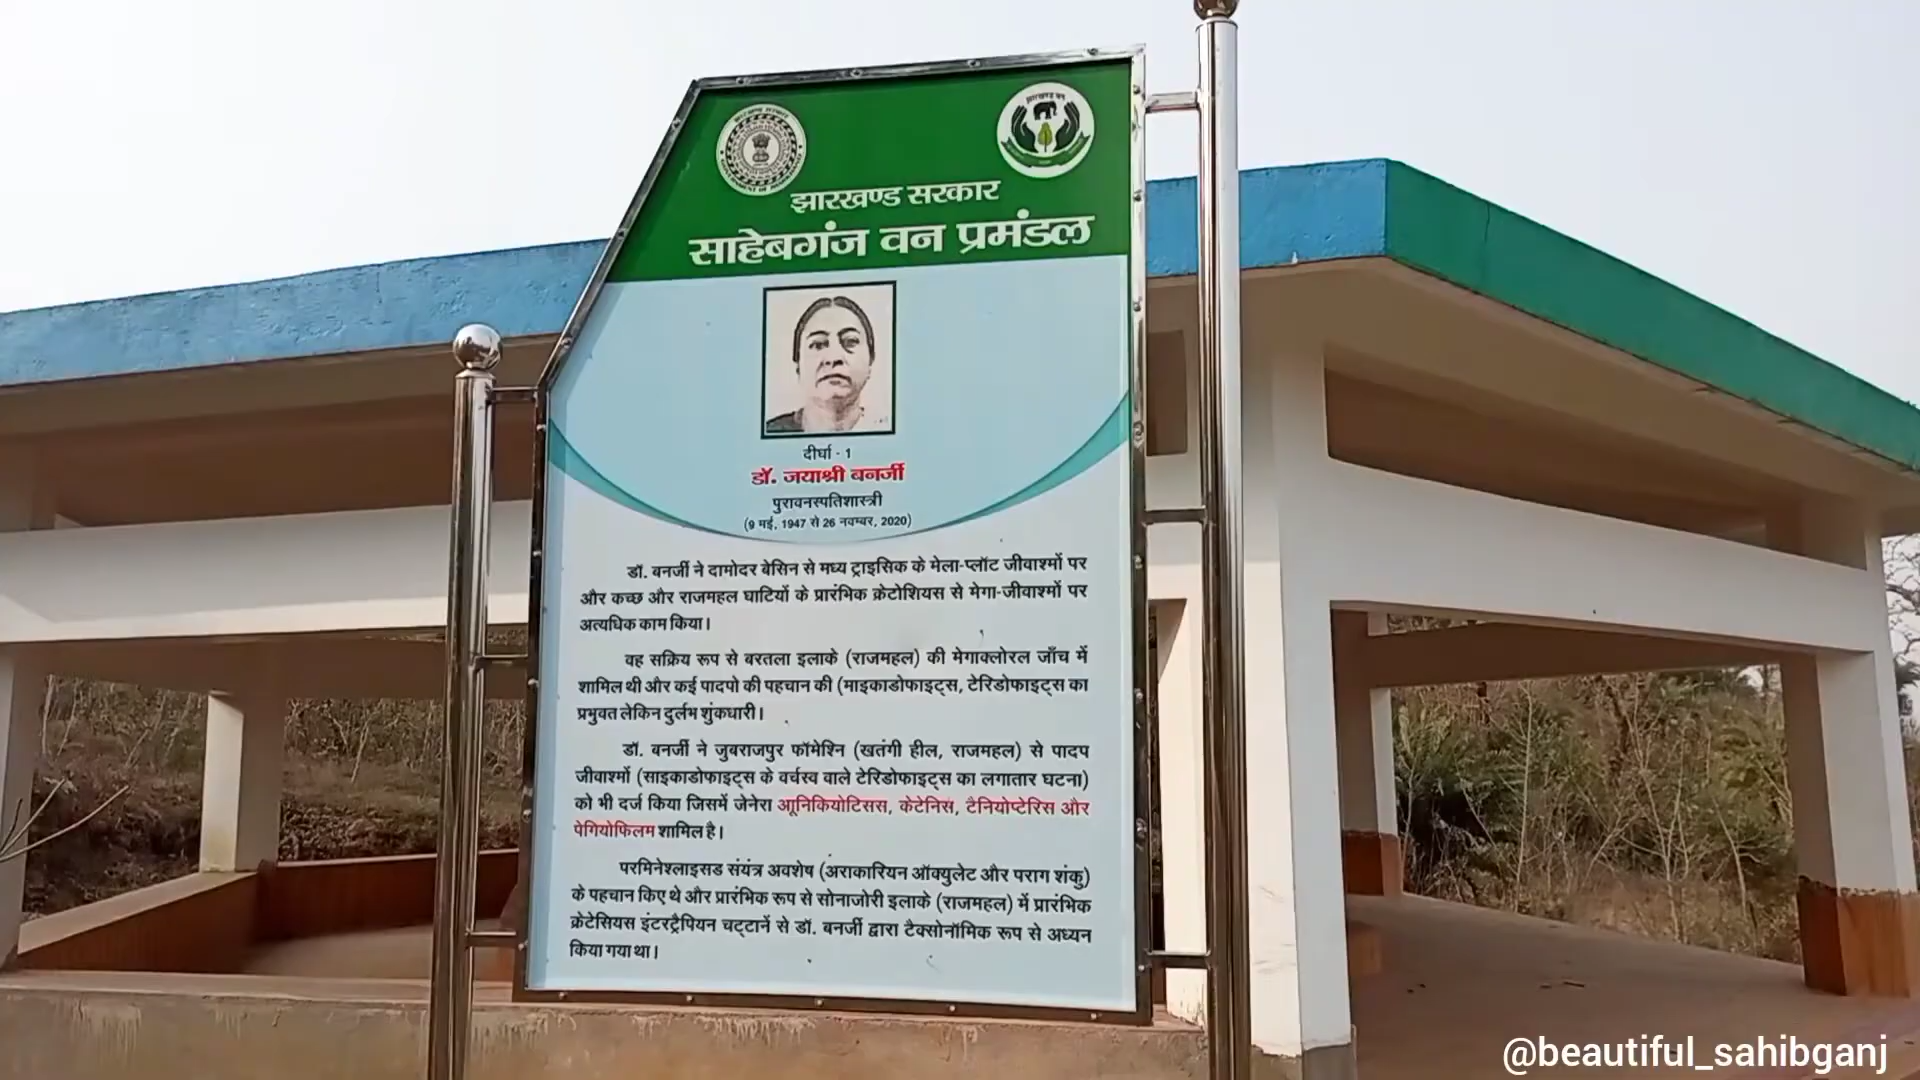 झारखण्ड सरकार
साहेबगंज वन प्रमंडल
दीर्घा - 1
डॉ. जयाश्री बनर्जी
पुरावनस्पतिशास्त्री
(9 मई, 1947 से 26 नवम्बर, 2020)
डॉ. बनर्जी ने दामोदर बेसिन से मध्य ट्राइसिक के मेला-प्लॉट जीवाश्मों पर
और कच्छ और राजमहल घाटियों के प्रारंभिक क्रेटोशियस से मेगा-जीवाश्मों पर
अत्यधिक काम किया।
वह सक्रिय रूप से बरतला इलाके (राजमहल) की मेगाक्लोरल जाँच में
शामिल थी और कई पादपो की पहचान की (माइकाडोफाइट्स, टेरिडोफाइट्स का
प्रभुवत लेकिन दुर्लभ शुंकधारी।
डॉ. बनर्जी ने जुबराजपुर फॉमेश्नि (खतंगी हील, राजमहल) से पादप
जीवाश्मों (साइकाडोफाइट्स के वर्चस्व वाले टेरिडोफाइट्स का लगातार घटना)
को भी दर्ज किया जिसमें जेनेरा केटेनिस, टैनियोप्टेरिस और
पेगियोफिलम शामिल है।
परमिनेश्लाइसड संयंत्र अवशेष (अराकारियन ऑक्युलेट और पराग शंकु)
के पहचान किए थे और प्रारंभिक रूप से सोनाजोरी इलाके (राजमहल) में प्रारंभिक
क्रेटेसियस इंटरट्रैपियन चट्टानें से डॉ. बनर्जी द्वारा टैक्सोनॉमिक रूप से अध्यन
किया गया था।
@beautiful_sahibganj